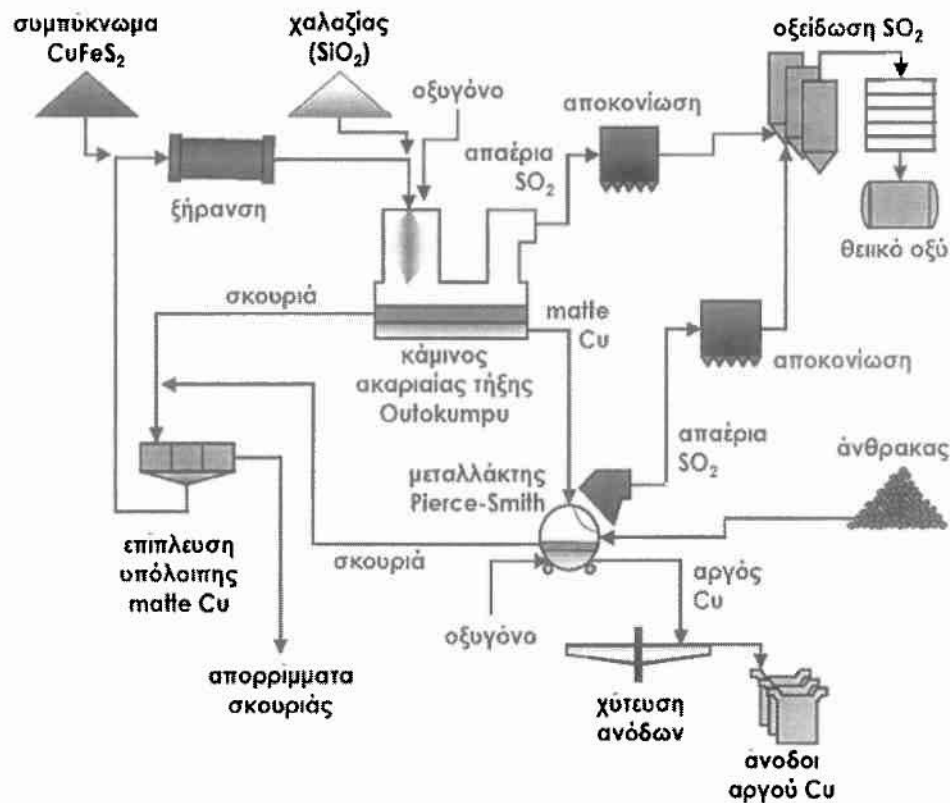 συμπύκνωμα
CuFeS₂
χαλαζίας
(SiO₂)
οξυγόνο
αποκονίωση
οξείδωση SO₂
απαέρια
SO₂
ξήρανση
θειικό οξύ
σκουριά
matte
Cu
αποκονίωση
κάμινος
ακαριαίας τήξης
Outokumpu
απαέρια
SO₂
άνθρακας
μεταλλάκτης
Pierce-Smith
επίπλευση
υπόλοιπης
matte Cu
σκουριά
αργός
Cu
οξυγόνο
απορρίμματα
σκουριάς
χύτευση
ανόδων
άνοδοι
αργού Cu